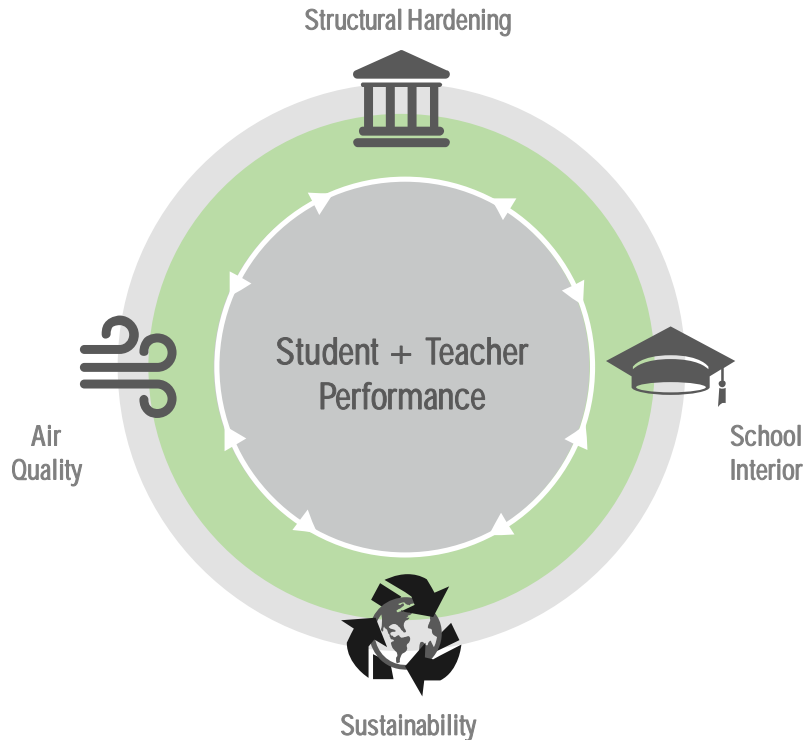 Structural Hardening
Student + Teacher
Performance
Air
Quality
School
Interior
Sustainability